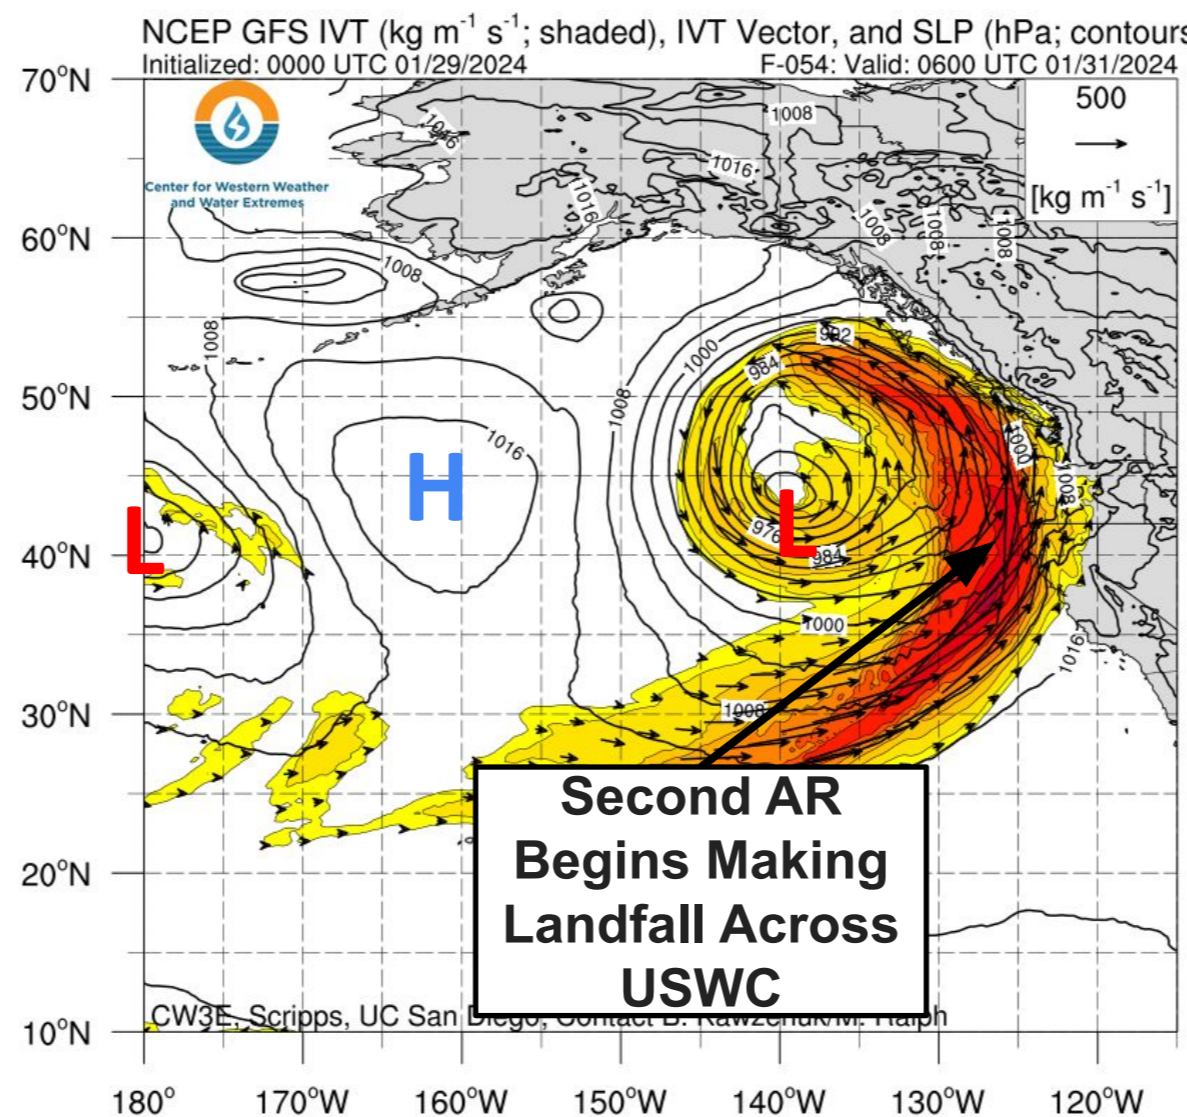 NCEP GFS IVT (kg m⁻¹ s⁻¹; shaded), IVT Vector, and SLP (hPa; contours
Initialized: 0000 UTC 01/29/2024
F-054: Valid: 0600 UTC 01/31/2024
70°N
60°N
50°N
40°N
30°N
20°N
10°N
Center for Western Weather
and Water Extremes
500
[kg m⁻¹ s⁻¹]
1016
1008
1016
1016
1008
1008
1008
1008
1008
1000
992
984
1008
1016
1000
1008
976
984
1000
1008
1016
H
L
L
Second AR
Begins Making
Landfall Across
USWC
CW3E, Scripps, UC San Diego, Contact B. Kawzenuk/M. Ralph
180°
170°W
160°W
150°W
140°W
130°W
120°W